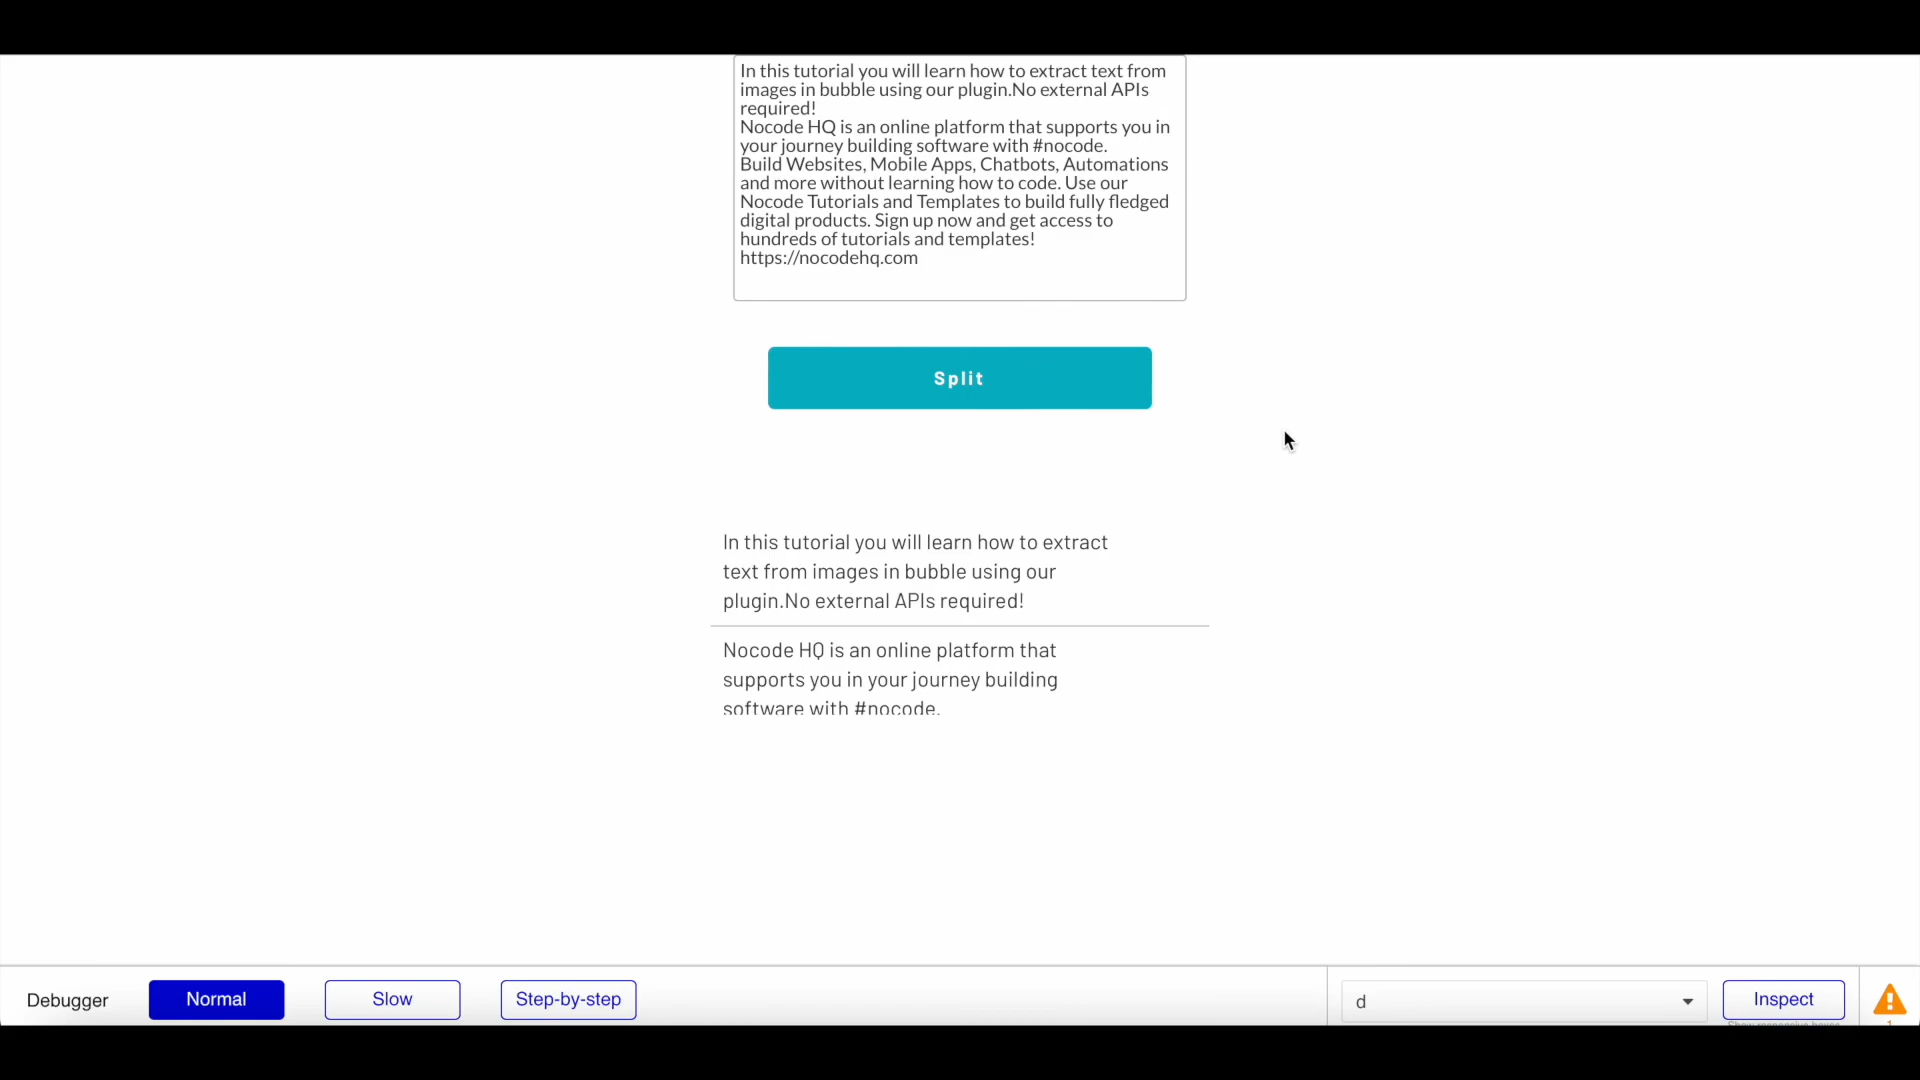 In this tutorial you will learn how to extract text from
images in bubble using our plugin.No external APIs
required!
Nocode HQ is an online platform that supports you in
your journey building software with #nocode.
Build Websites, Mobile Apps, Chatbots, Automations
and more without learning how to code. Use our
Nocode Tutorials and Templates to build fully fledged
digital products. Sign up now and get access to
hundreds of tutorials and templates!
https://nocodehq.com
Split
In this tutorial you will learn how to extract
text from images in bubble using our
plugin.No external APIs required!
Nocode HQ is an online platform that
supports you in your journey building
software with #nocode.
Debugger
Normal
Slow
Step-by-step
d
Inspect